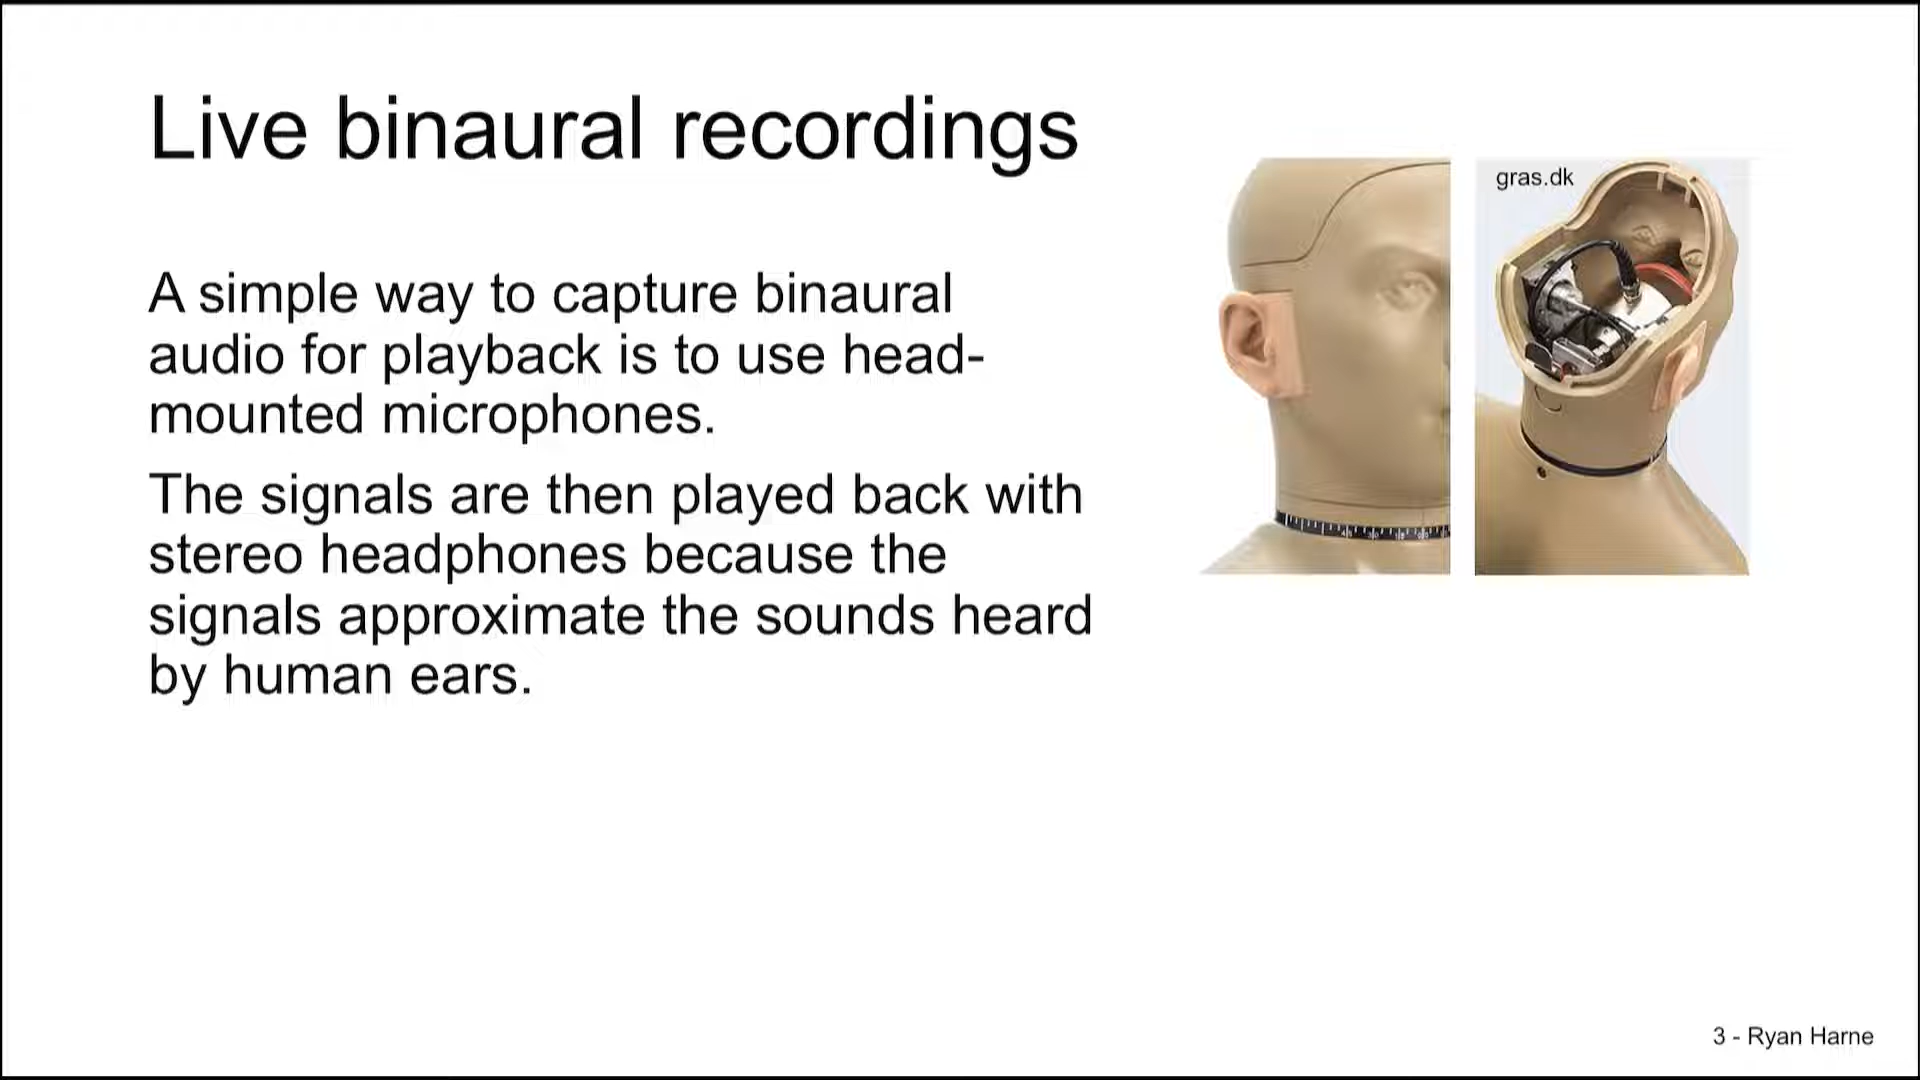 Live binaural recordings
gras.dk
A simple way to capture binaural
audio for playback is to use head-
mounted microphones.
The signals are then played back with
stereo headphones because the
signals approximate the sounds heard
by human ears.
3 - Ryan Harne